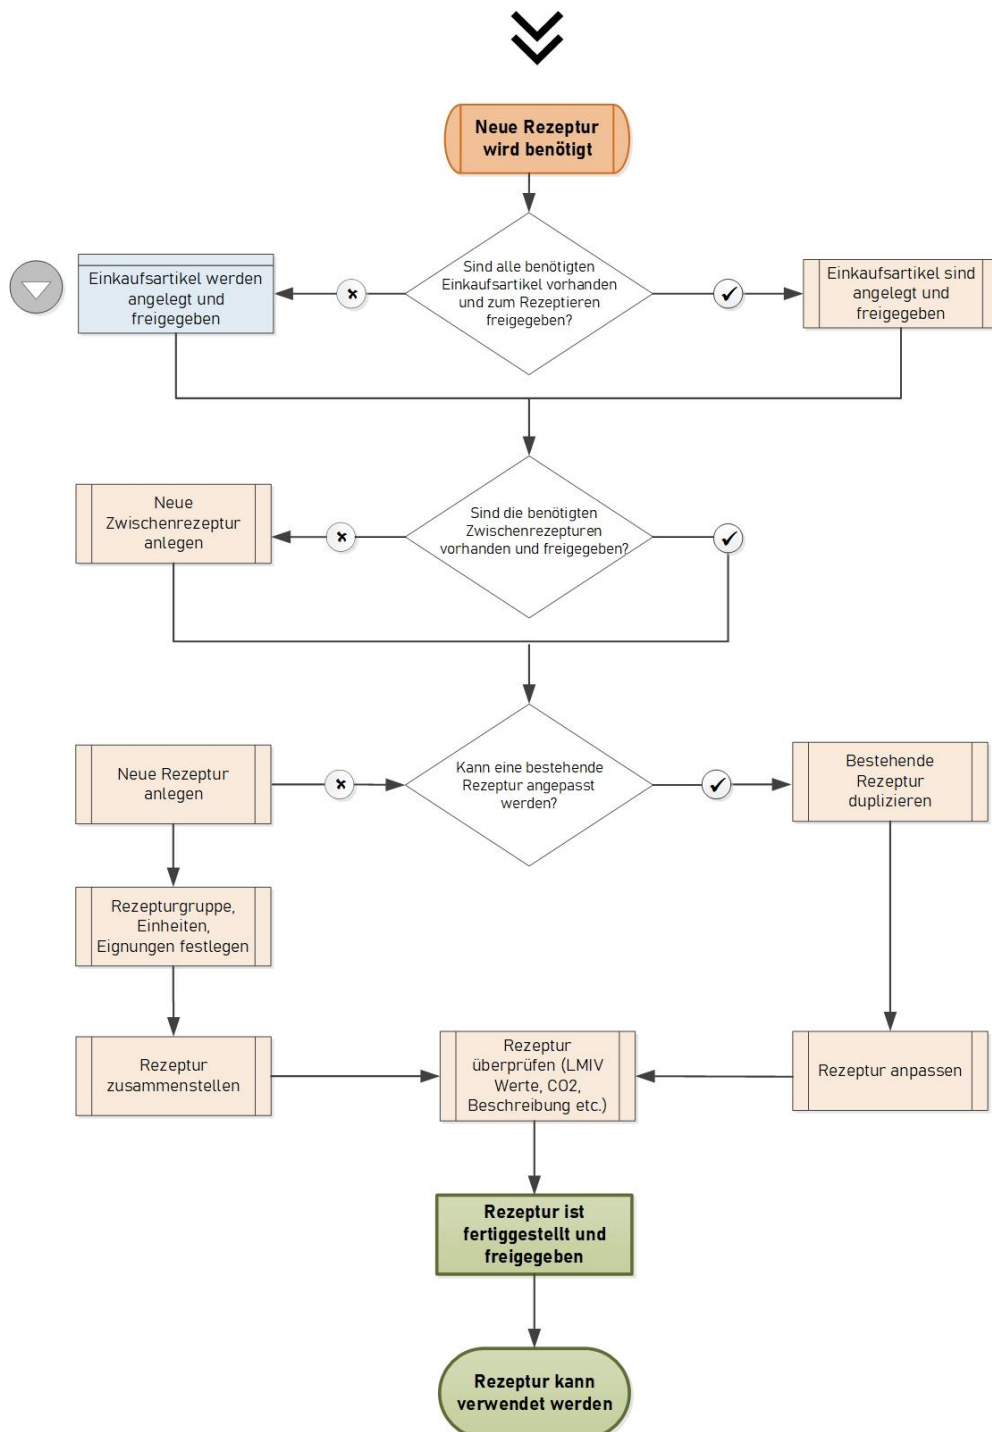 Neue Rezeptur
wird benötigt
Sind alle benötigten
Einkaufsartikel vorhanden
und zum Rezeptieren
freigegeben?
Einkaufsartikel werden
angelegt und
freigegeben
Einkaufsartikel sind
angelegt und
freigegeben
Sind die benötigten
Zwischenrezepturen
vorhanden und freigegeben?
Neue
Zwischenrezeptur
anlegen
Kann eine bestehende
Rezeptur angepasst
werden?
Neue Rezeptur
anlegen
Bestehende
Rezeptur
duplizieren
Rezepturgruppe,
Einheiten,
Eignungen festlegen
Rezeptur
zusammenstellen
Rezeptur
überprüfen (LMIV
Werte, CO2,
Beschreibung etc.)
Rezeptur anpassen
Rezeptur ist
fertiggestellt und
freigegeben
Rezeptur kann
verwendet werden